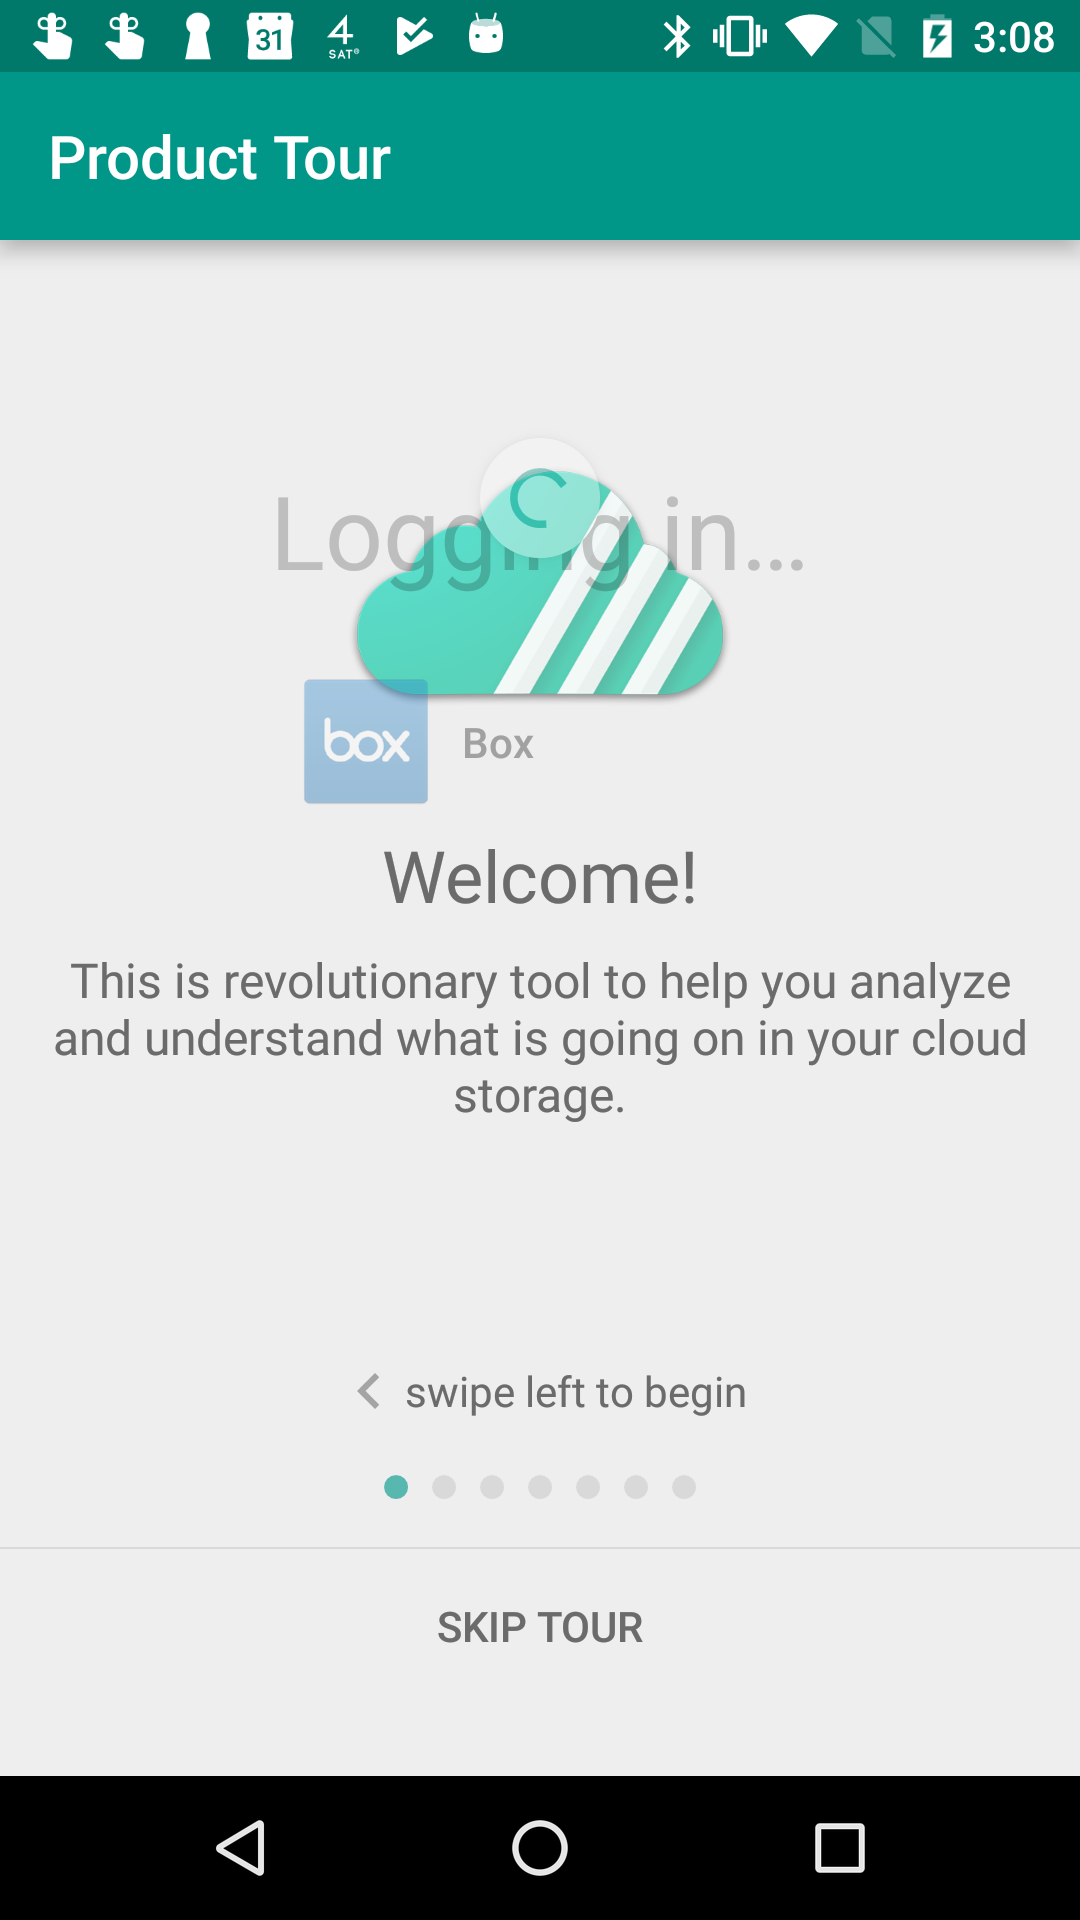 31
4
SAT®
3:08
Product Tour
Logging in...
box
Box
Welcome!
This is revolutionary tool to help you analyze
and understand what is going on in your cloud
storage.
swipe left to begin
SKIP TOUR